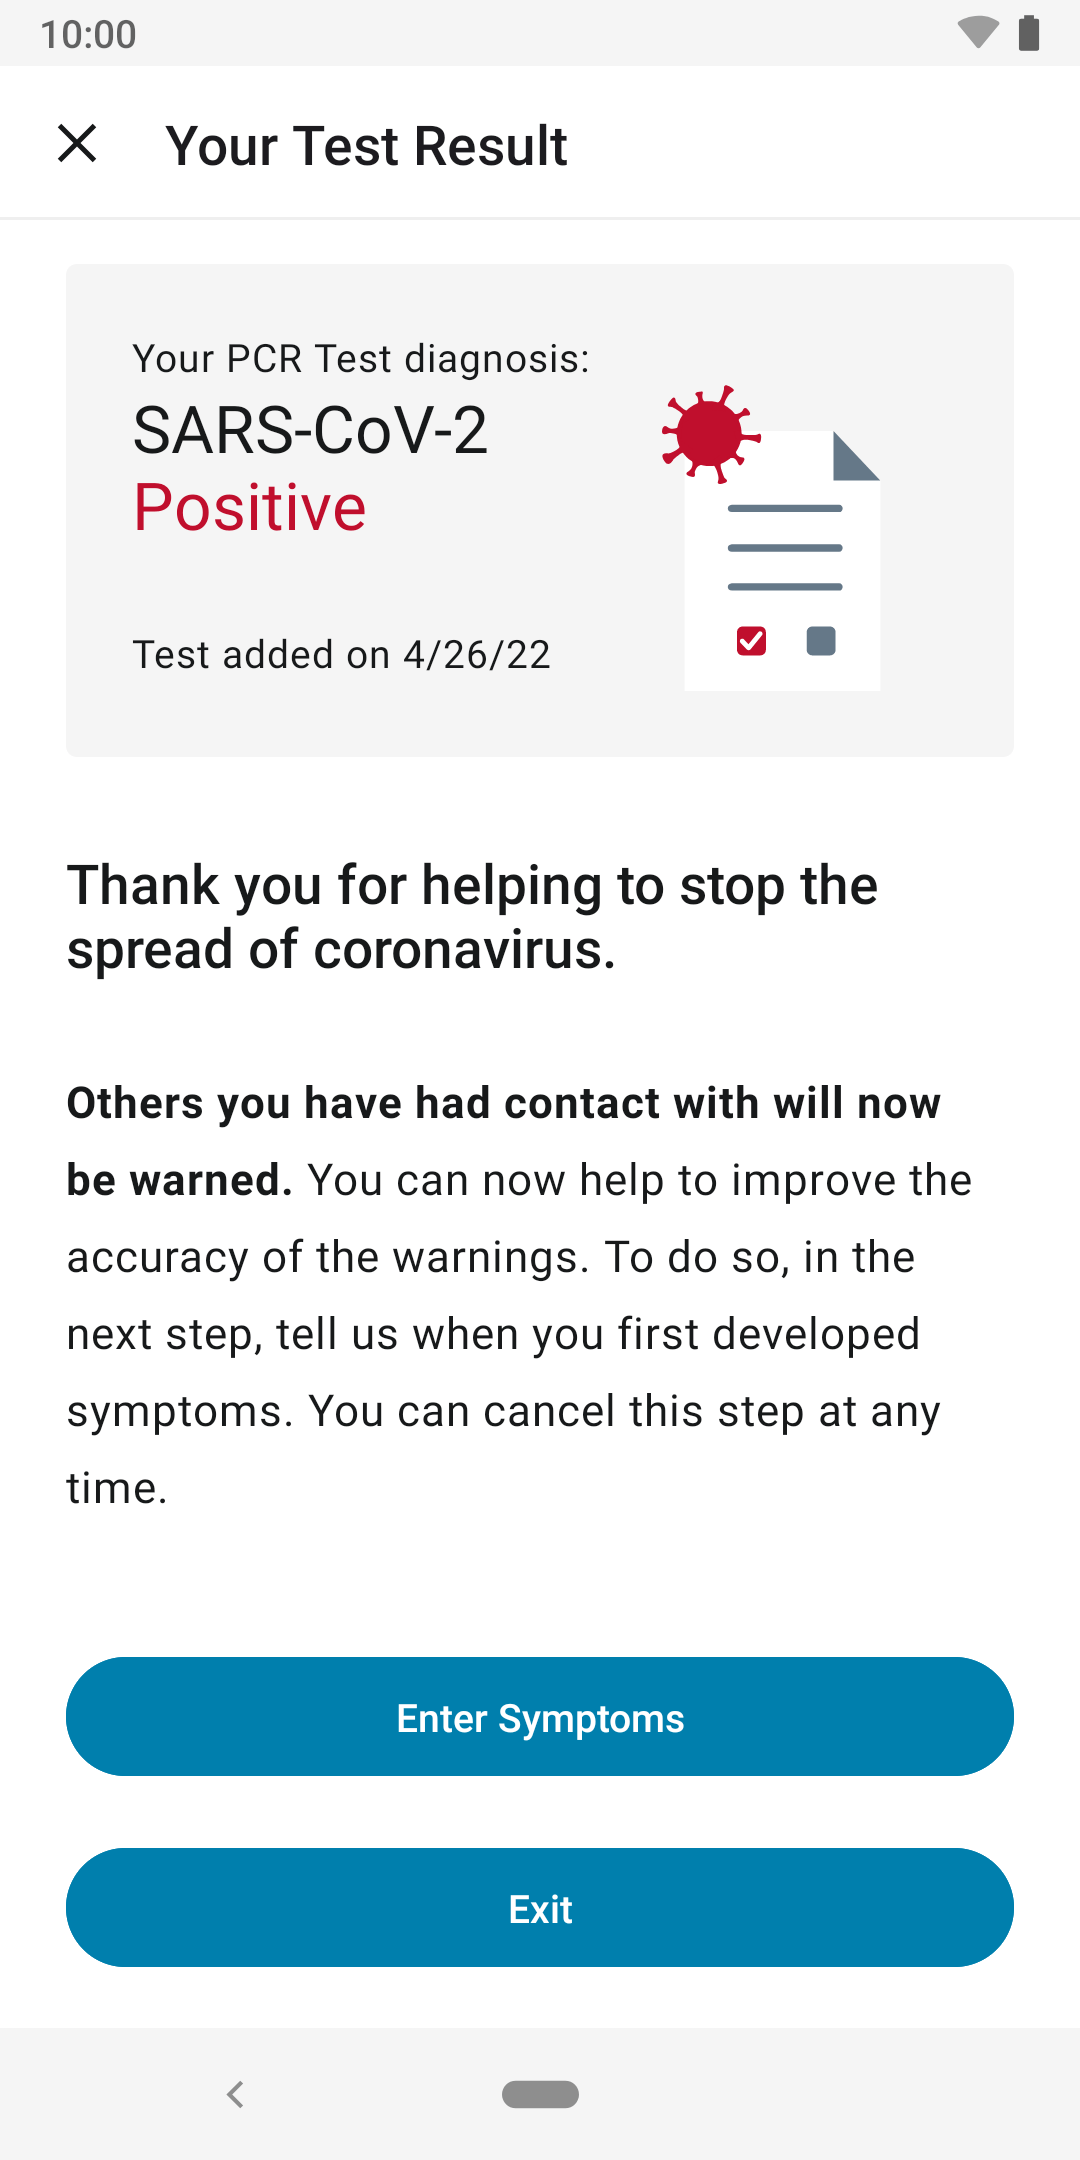 10:00
Your Test Result
Your PCR Test diagnosis:
SARS-CoV-2
Positive
Test added on 4/26/22
Thank you for helping to stop the
spread of coronavirus.
Others you have had contact with will now
be warned. You can now help to improve the
accuracy of the warnings. To do so, in the
next step, tell us when you first developed
symptoms. You can cancel this step at any
time.
Enter Symptoms
Exit